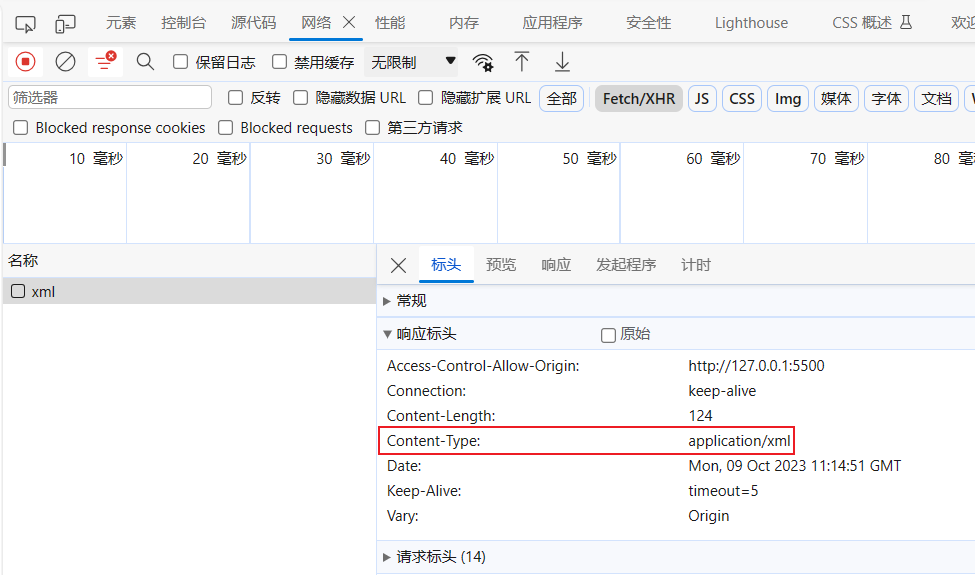 元素 控制台 源代码 网络 性能 内存 应用程序 安全性 Lighthouse CSS 概述 欢迎
保留日志 禁用缓存 无限制
筛选器 反转 隐藏数据 URL 隐藏扩展 URL 全部 Fetch/XHR JS CSS Img 媒体 字体 文档
Blocked response cookies Blocked requests 第三方请求
10 毫秒 20 毫秒 30 毫秒 40 毫秒 50 毫秒 60 毫秒 70 毫秒 80 毫
名称 标头 预览 响应 发起程序 计时
xml
常规
响应标头 原始
Access-Control-Allow-Origin: http://127.0.0.1:5500
Connection: keep-alive
Content-Length: 124
Content-Type: application/xml
Date: Mon, 09 Oct 2023 11:14:51 GMT
Keep-Alive: timeout=5
Vary: Origin
请求标头 (14)